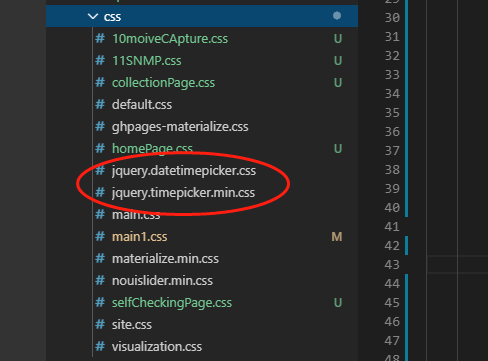 css
# 10moiveCApture.css U
# 11SNMP.css U
# collectionPage.css U
# default.css
# ghpages-materialize.css
# homePage.css U
# jquery.datetimepicker.css
# jquery.timepicker.min.css
# main.css
# main1.css M
# materialize.min.css
# nouislider.min.css
# selfCheckingPage.css U
# site.css
# visualization.css
30
31
32
33
34
35
36
37
38
39
40
41
42
43
44
45
46
47
48